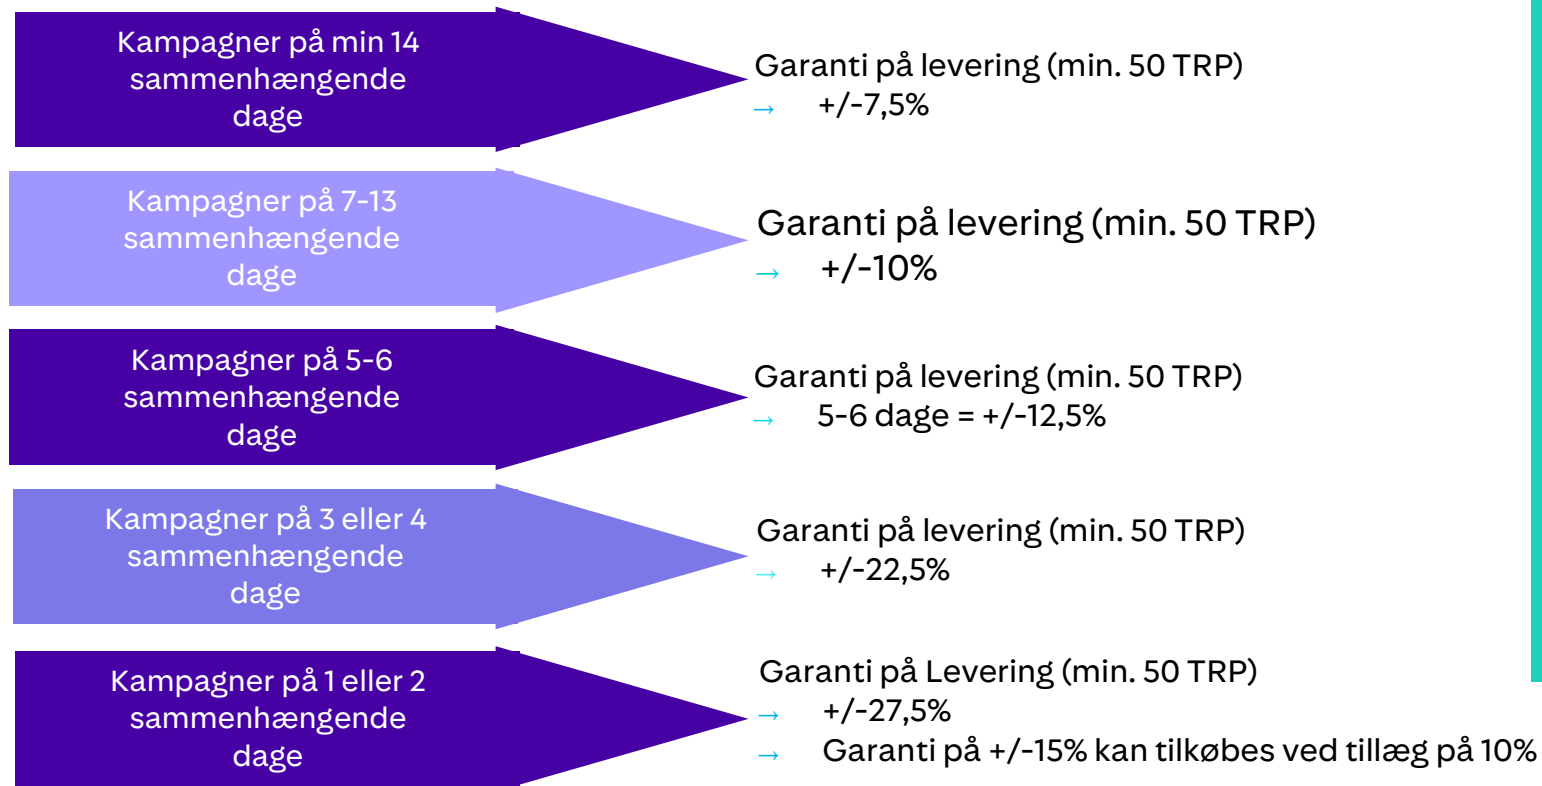 Kampagner på min 14
sammenhængende
dage
Garanti på levering (min. 50 TRP)
→ +/-7,5%
Kampagner på 7-13
sammenhængende
dage
Garanti på levering (min. 50 TRP)
→ +/-10%
Kampagner på 5-6
sammenhængende
dage
Garanti på levering (min. 50 TRP)
→ 5-6 dage = +/-12,5%
Kampagner på 3 eller 4
sammenhængende
dage
Garanti på levering (min. 50 TRP)
→ +/-22,5%
Kampagner på 1 eller 2
sammenhængende
dage
Garanti på Levering (min. 50 TRP)
→ +/-27,5%
→ Garanti på +/-15% kan tilkøbes ved tillæg på 10%